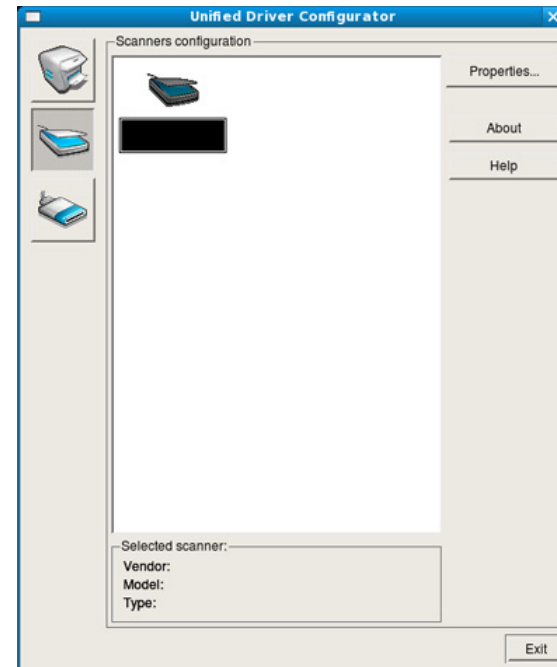 Unified Driver Configurator
Scanners configuration
Properties...
About
Help
Selected scanner:
Vendor:
Model:
Type:
Exit